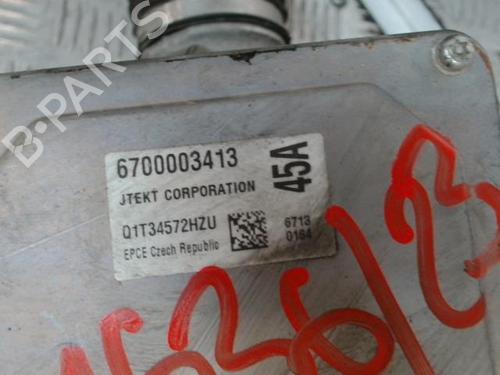 B-PARTS
6700003413
JTEKT CORPORATION
45A
Q1T34572HZU
6713
0164
EPCE Czech Republic